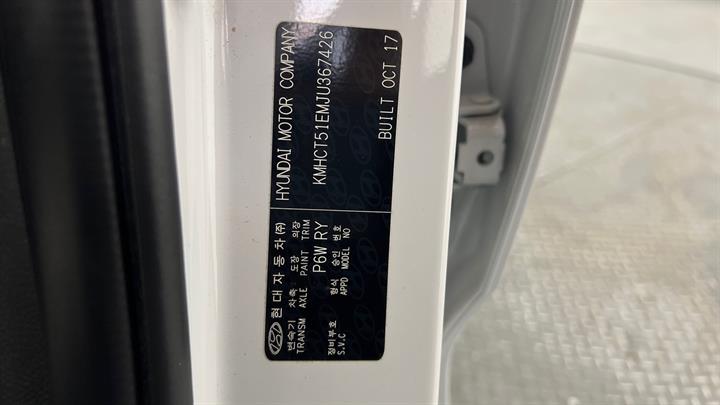 현대자동차(주) HYUNDAI MOTOR COMPANY
변속기 차축 도장 의장
TRANSM AXLE PAINT TRIM
P6W RY
KMHCT51EMJU367426
정비부호 형식 승인 번호
S.V.C APPD MODEL NO
BUILT OCT 17